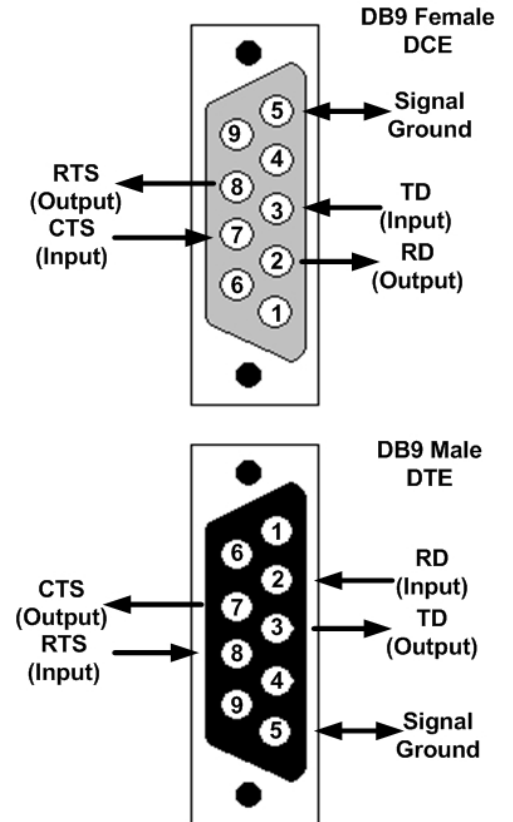 DB9 Female
DCE
5
Signal
Ground
9
4
RTS
(Output)
8
TD
(Input)
3
CTS
(Input)
7
RD
(Output)
2
6
1
DB9 Male
DTE
1
6
RD
(Input)
2
CTS
(Output)
7
TD
(Output)
3
RTS
(Input)
8
4
9
Signal
Ground
5